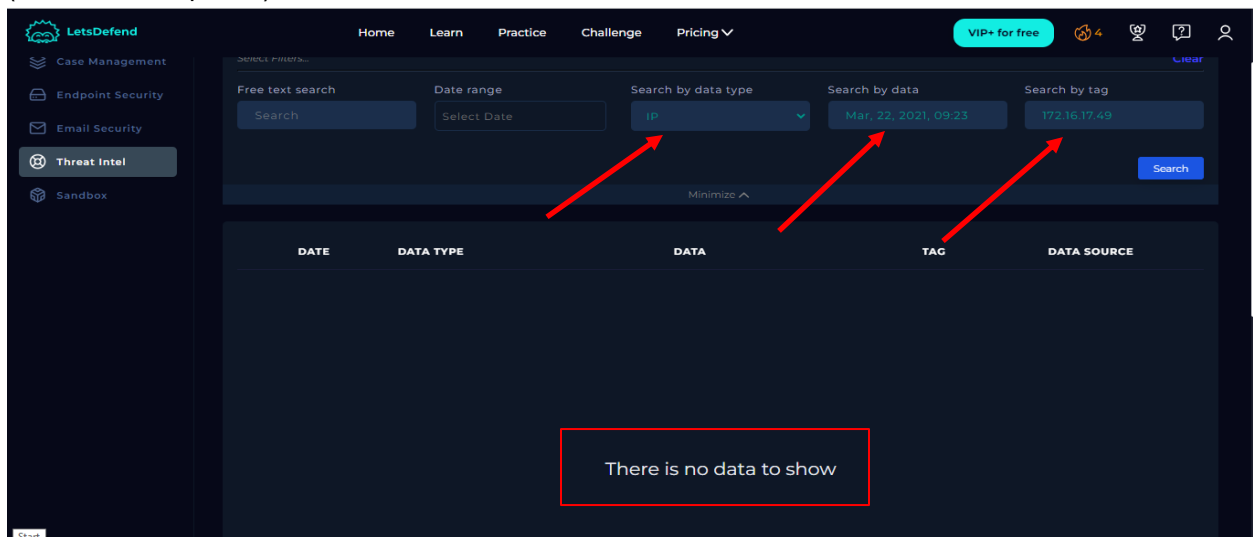 LetsDefend Home Learn Practice Challenge Pricing VIP+ for free 4
Case Management Select Filters... Clear
Endpoint Security Free text search Date range Search by data type Search by data Search by tag
Search Select Date IP Mar, 22, 2021, 09:23 172.16.17.49
Email Security
Threat Intel Search
Sandbox Minimize
DATE DATA TYPE DATA TAG DATA SOURCE
There is no data to show
Start